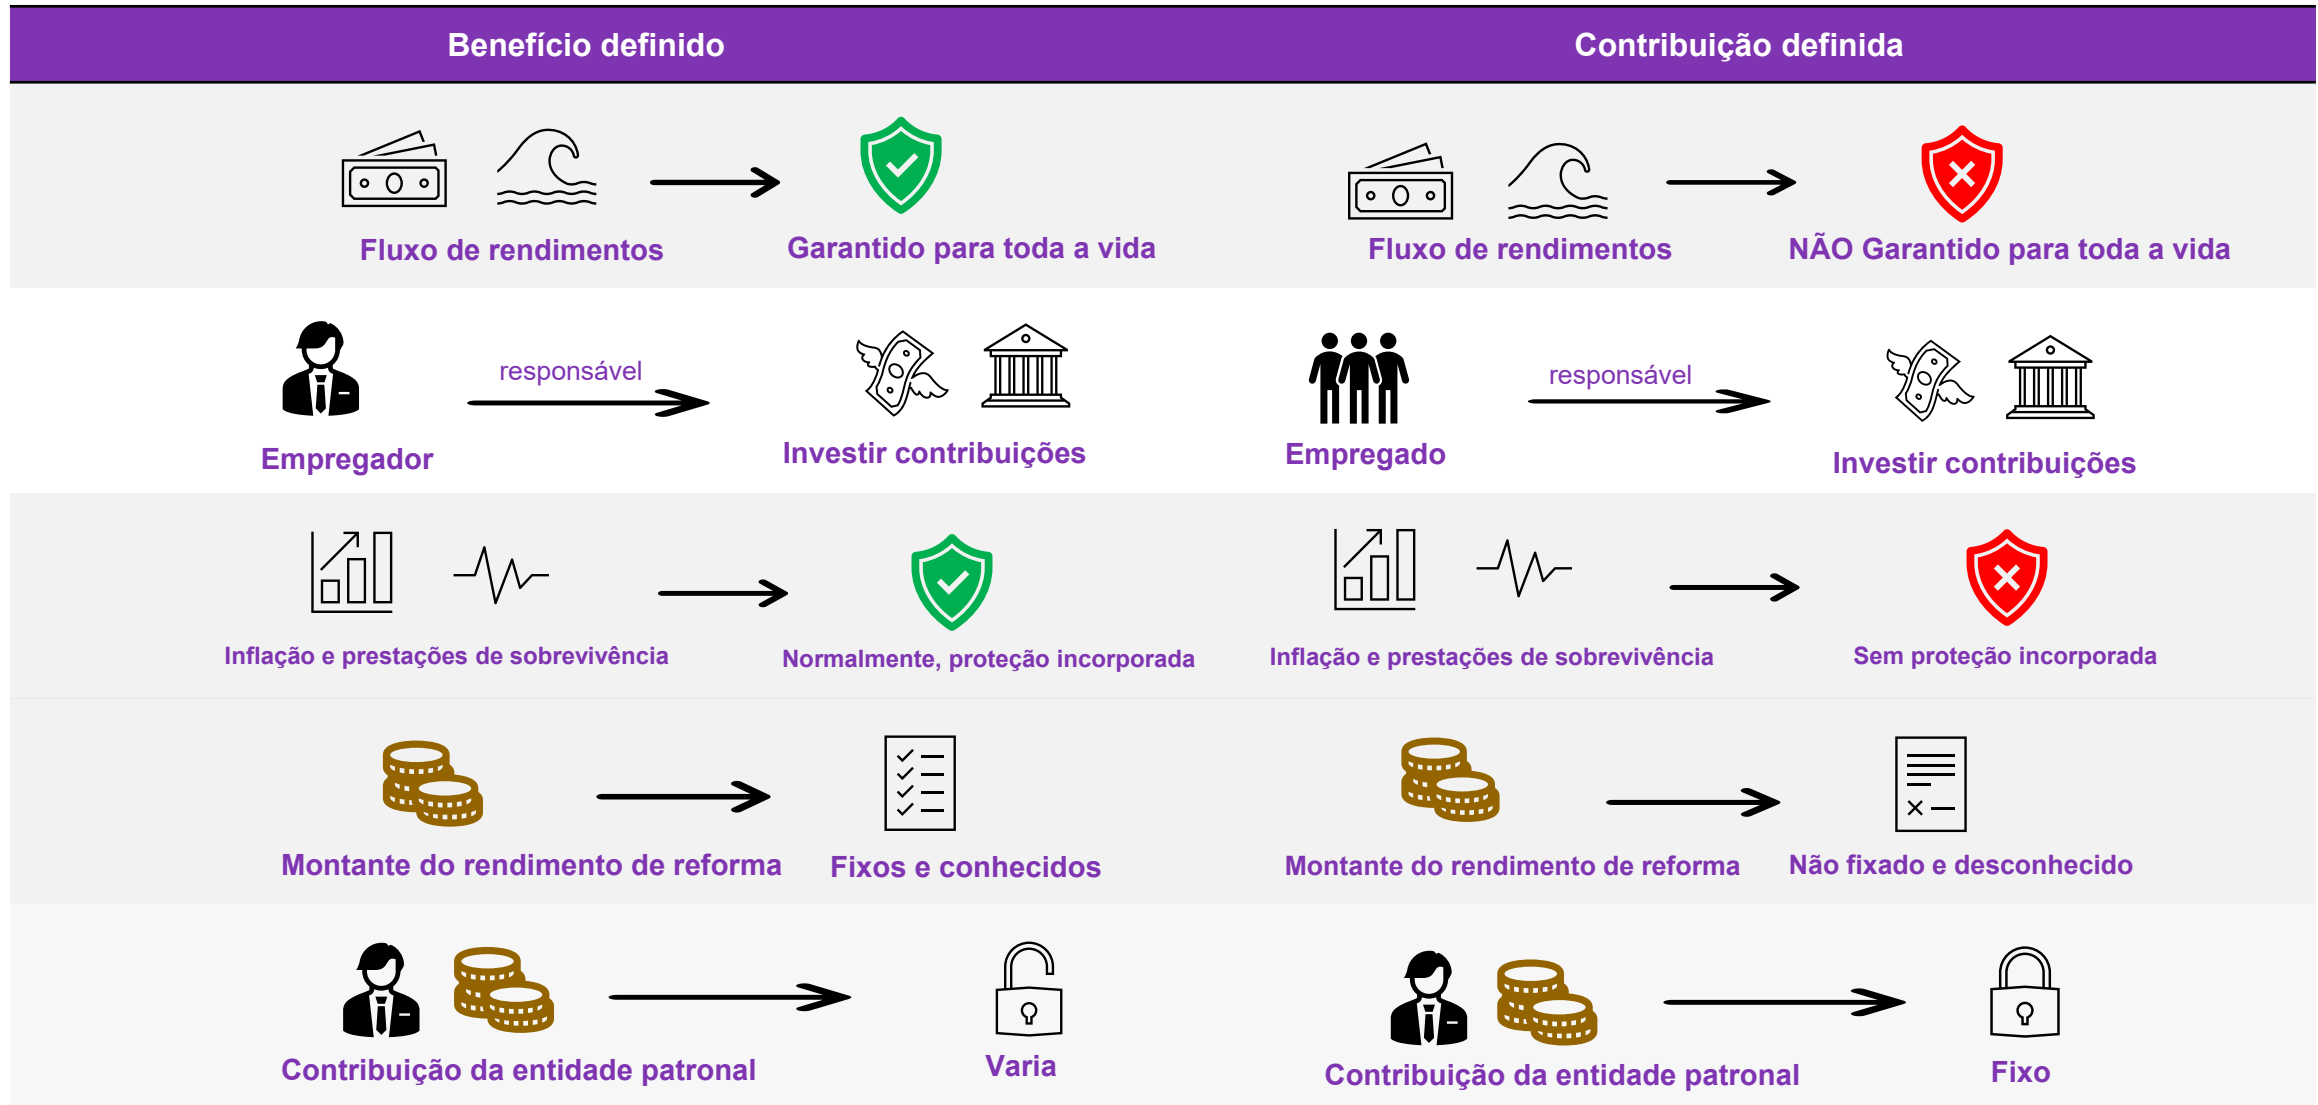 Benefício definido
Contribuição definida
Fluxo de rendimentos
Garantido para toda a vida
Fluxo de rendimentos
NÃO Garantido para toda a vida
Empregador
responsável
Investir contribuições
Empregado
responsável
Investir contribuições
Inflação e prestações de sobrevivência
Normalmente, proteção incorporada
Inflação e prestações de sobrevivência
Sem proteção incorporada
Montante do rendimento de reforma
Fixos e conhecidos
Montante do rendimento de reforma
Não fixado e desconhecido
Contribuição da entidade patronal
Varia
Contribuição da entidade patronal
Fixo